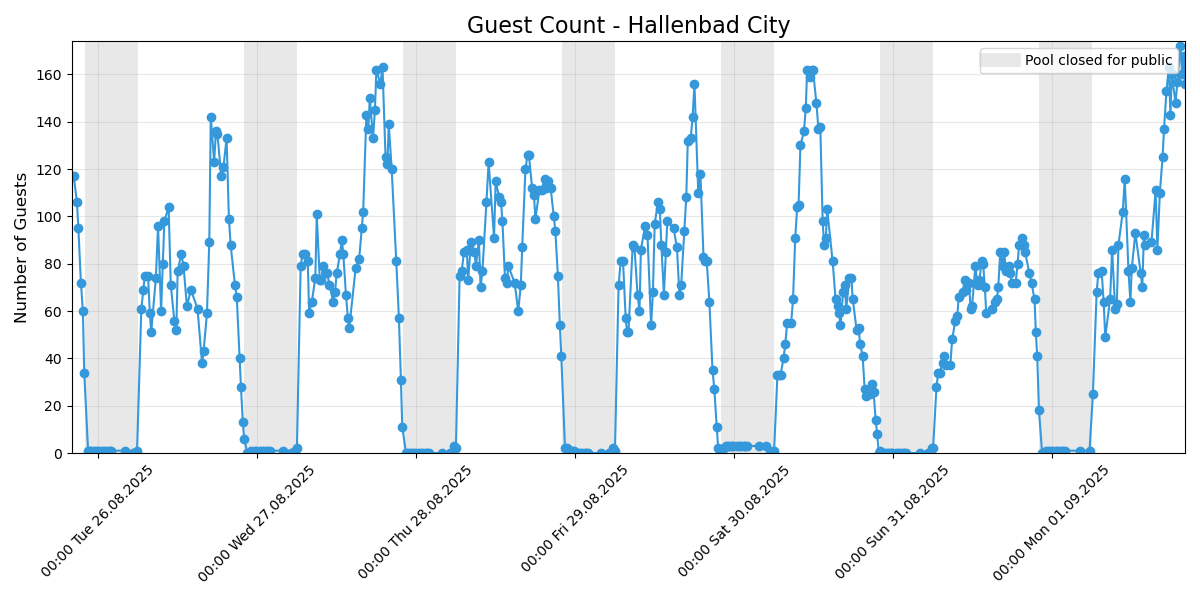 Guest Count - Hallenbad City
Pool closed for public
Number of Guests
160
140
120
100
80
60
40
20
0
00:00 Tue 26.08.2025
00:00 Wed 27.08.2025
00:00 Thu 28.08.2025
00:00 Fri 29.08.2025
00:00 Sat 30.08.2025
00:00 Sun 31.08.2025
00:00 Mon 01.09.2025